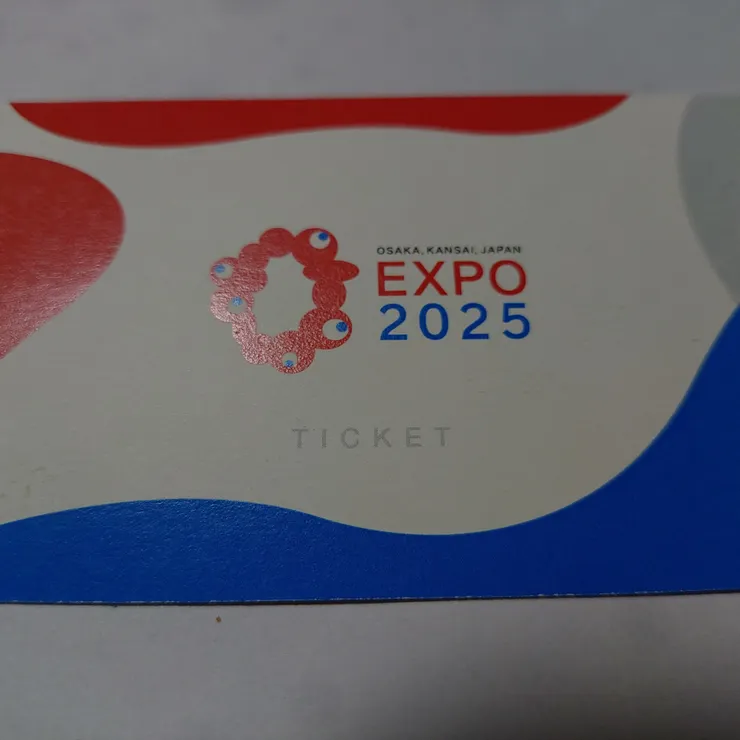 OSAKA, KANSAI, JAPAN
EXPO
2025
TICKET